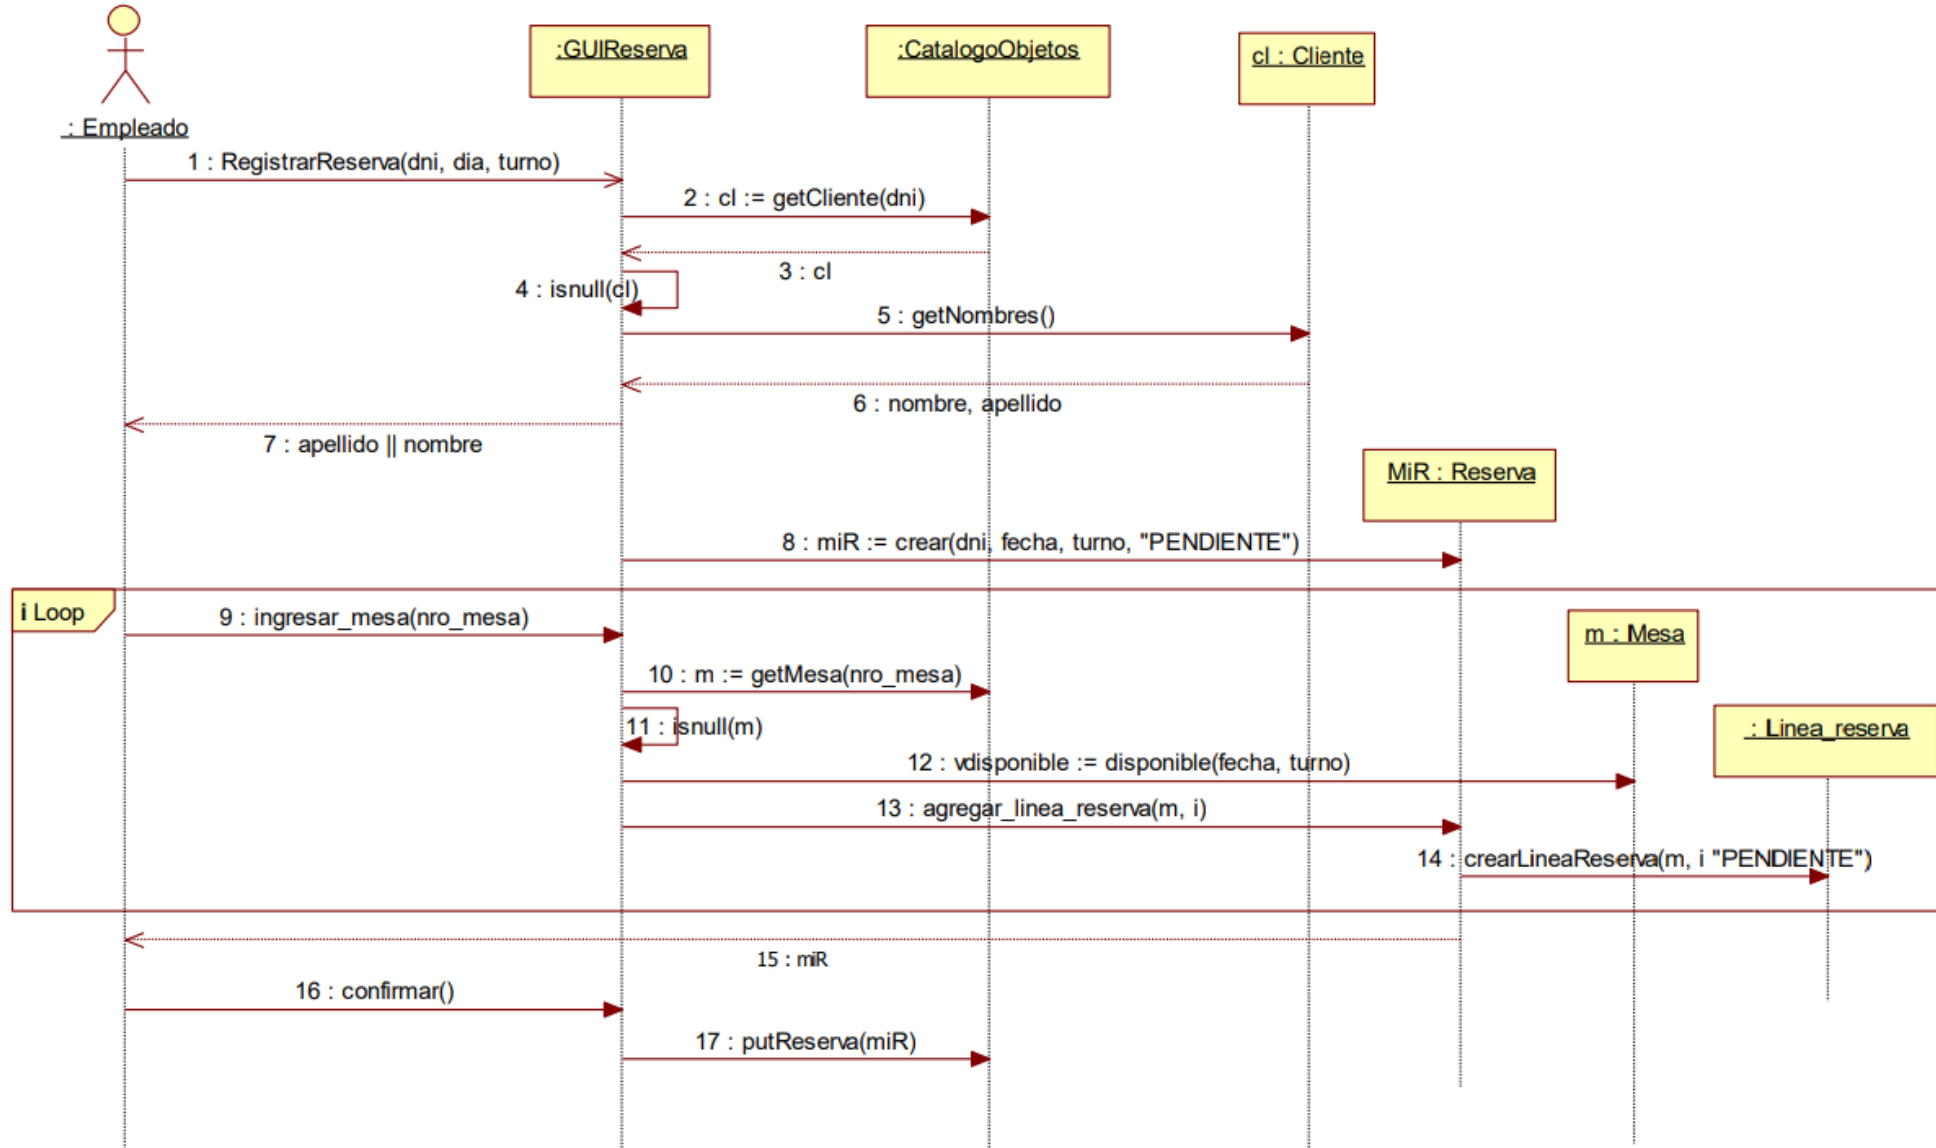 :GUIReserva
:CatalogoObjetos
cl : Cliente
: Empleado
1 : RegistrarReserva(dni, dia, turno)
2 : cl := getCliente(dni)
3 : cl
4 : isnull(cl)
5 : getNombres()
6 : nombre, apellido
7 : apellido || nombre
MiR : Reserva
8 : miR := crear(dni, fecha, turno, "PENDIENTE")
i Loop
9 : ingresar_mesa(nro_mesa)
m : Mesa
10 : m := getMesa(nro_mesa)
11 : isnull(m)
: Linea_reserva
12 : vdisponible := disponible(fecha, turno)
13 : agregar_linea_reserva(m, i)
14 : crearLineaReserva(m, i "PENDIENTE")
15 : miR
16 : confirmar()
17 : putReserva(miR)